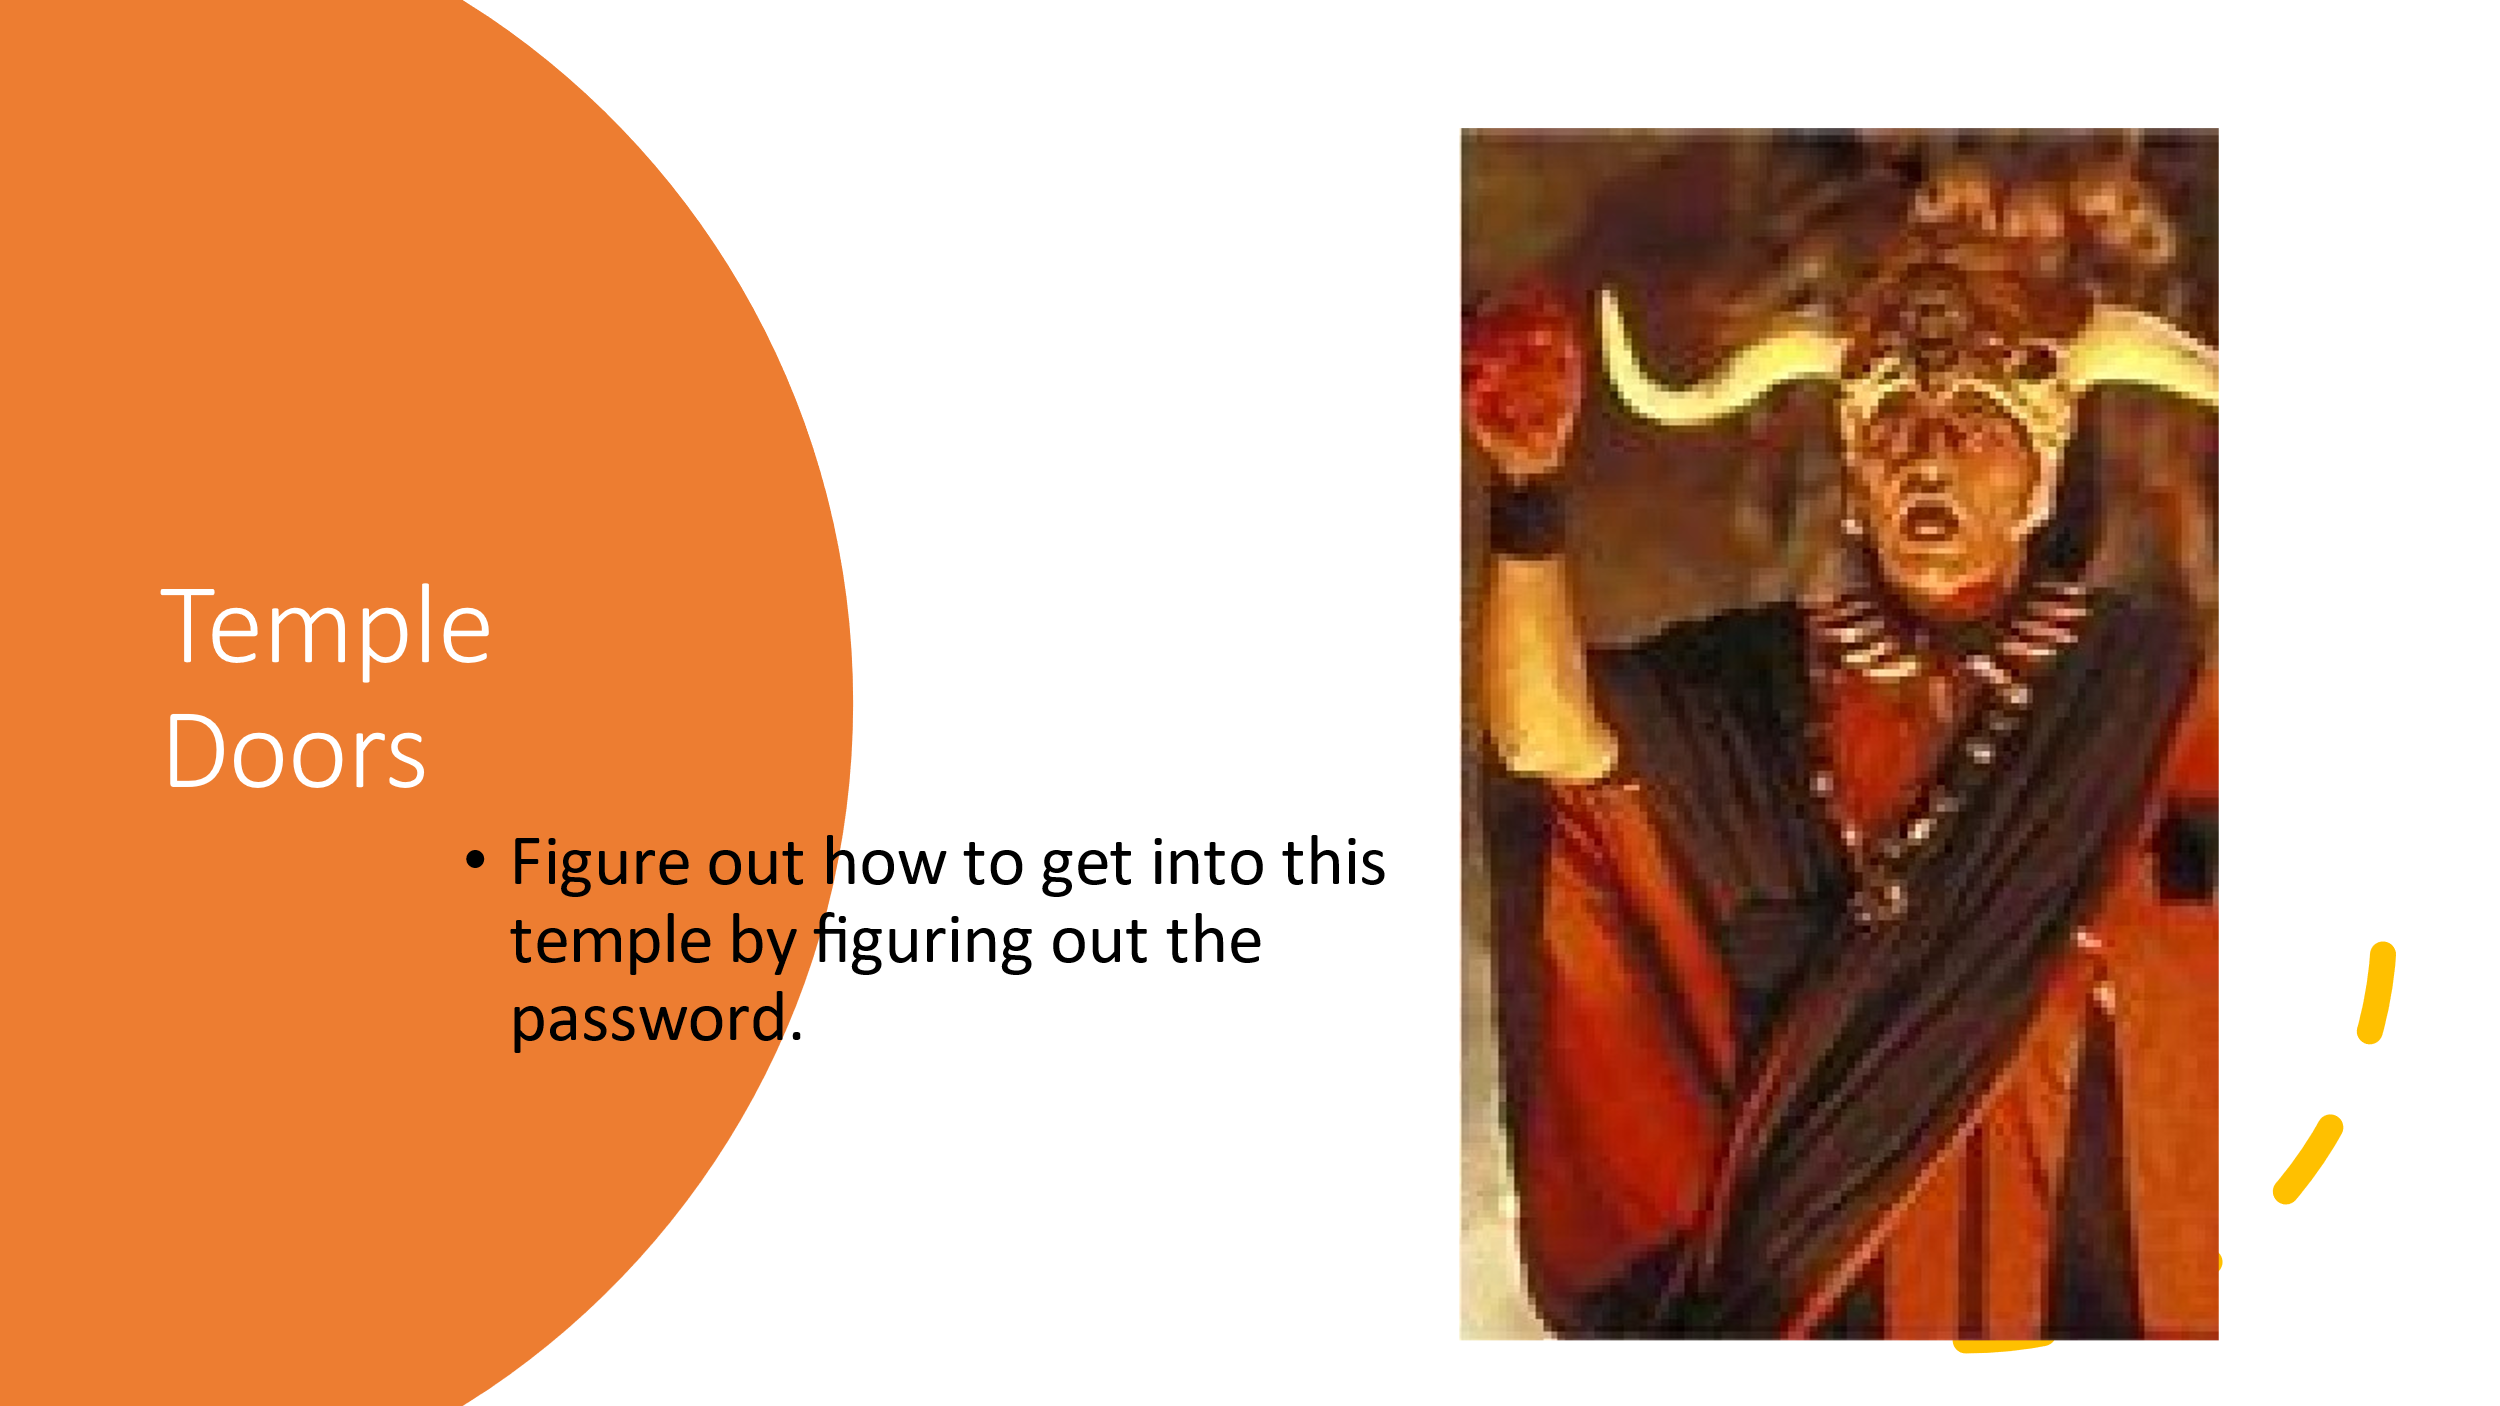 Temple
Doors
• Figure out how to get into this
temple by figuring out the
password.